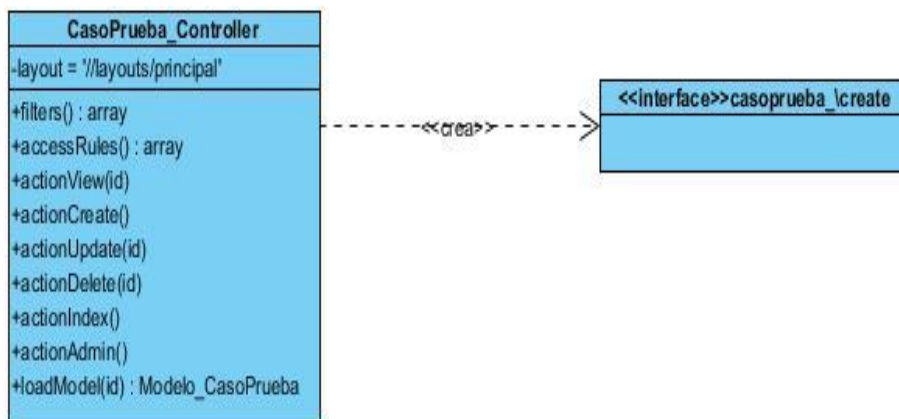 CasoPrueba_Controller
-layout = '//layouts/principal'
+filters() : array
+accessRules() : array
+actionView(id)
+actionCreate()
+actionUpdate(id)
+actionDelete(id)
+actionIndex()
+actionAdmin()
+loadModel(id) : Modelo_CasoPrueba
<<crea>>
<<interface>>casoprueba_\create